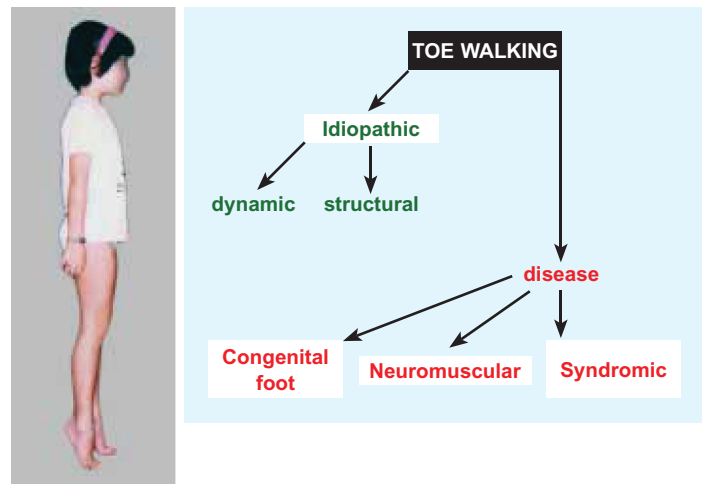 TOE WALKING
Idiopathic
dynamic structural
disease
Congenital
foot
Neuromuscular
Syndromic